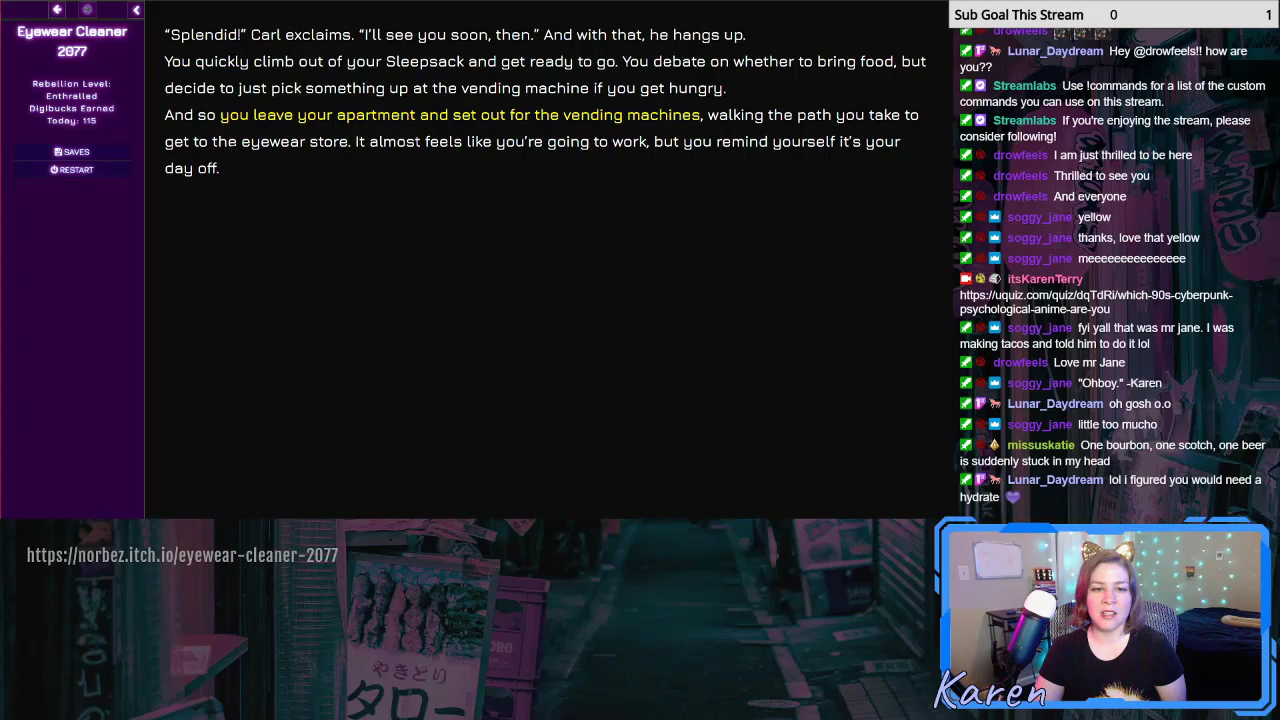 Eyewear Cleaner
2077
Rebellion Level:
Enthralled
Digibucks Earned
Today: 115
SAVES
RESTART
“Splendid!” Carl exclaims. “I’ll see you soon, then.” And with that, he hangs up.
You quickly climb out of your Sleepsack and get ready to go. You debate on whether to bring food, but
decide to just pick something up at the vending machine if you get hungry.
And so you leave your apartment and set out for the vending machines, walking the path you take to
get to the eyewear store. It almost feels like you’re going to work, but you remind yourself it’s your
day off.
https://norbez.itch.io/eyewear-cleaner-2077
やきとり
タワー
Sub Goal This Stream 0 1
drowfeels
Lunar_Daydream Hey @drowfeels!! how are
you??
Streamlabs Use !commands for a list of the custom
commands you can use on this stream.
Streamlabs If you're enjoying the stream, please
consider following!
drowfeels I am just thrilled to be here
drowfeels Thrilled to see you
drowfeels And everyone
soggy_jane yellow
soggy_jane thanks, love that yellow
soggy_jane meeeeeeeeeeeeeee
itsKarenTerry
https://uquiz.com/quiz/dqTdRi/which-90s-cyberpunk-
psychological-anime-are-you
soggy_jane fyi yall that was mr jane. I was
making tacos and told him to do it lol
drowfeels Love mr Jane
soggy_jane "Ohboy." -Karen
Lunar_Daydream oh gosh o.o
soggy_jane little too mucho
missuskatie One bourbon, one scotch, one beer
is suddenly stuck in my head
Lunar_Daydream lol i figured you would need a
hydrate
Karen